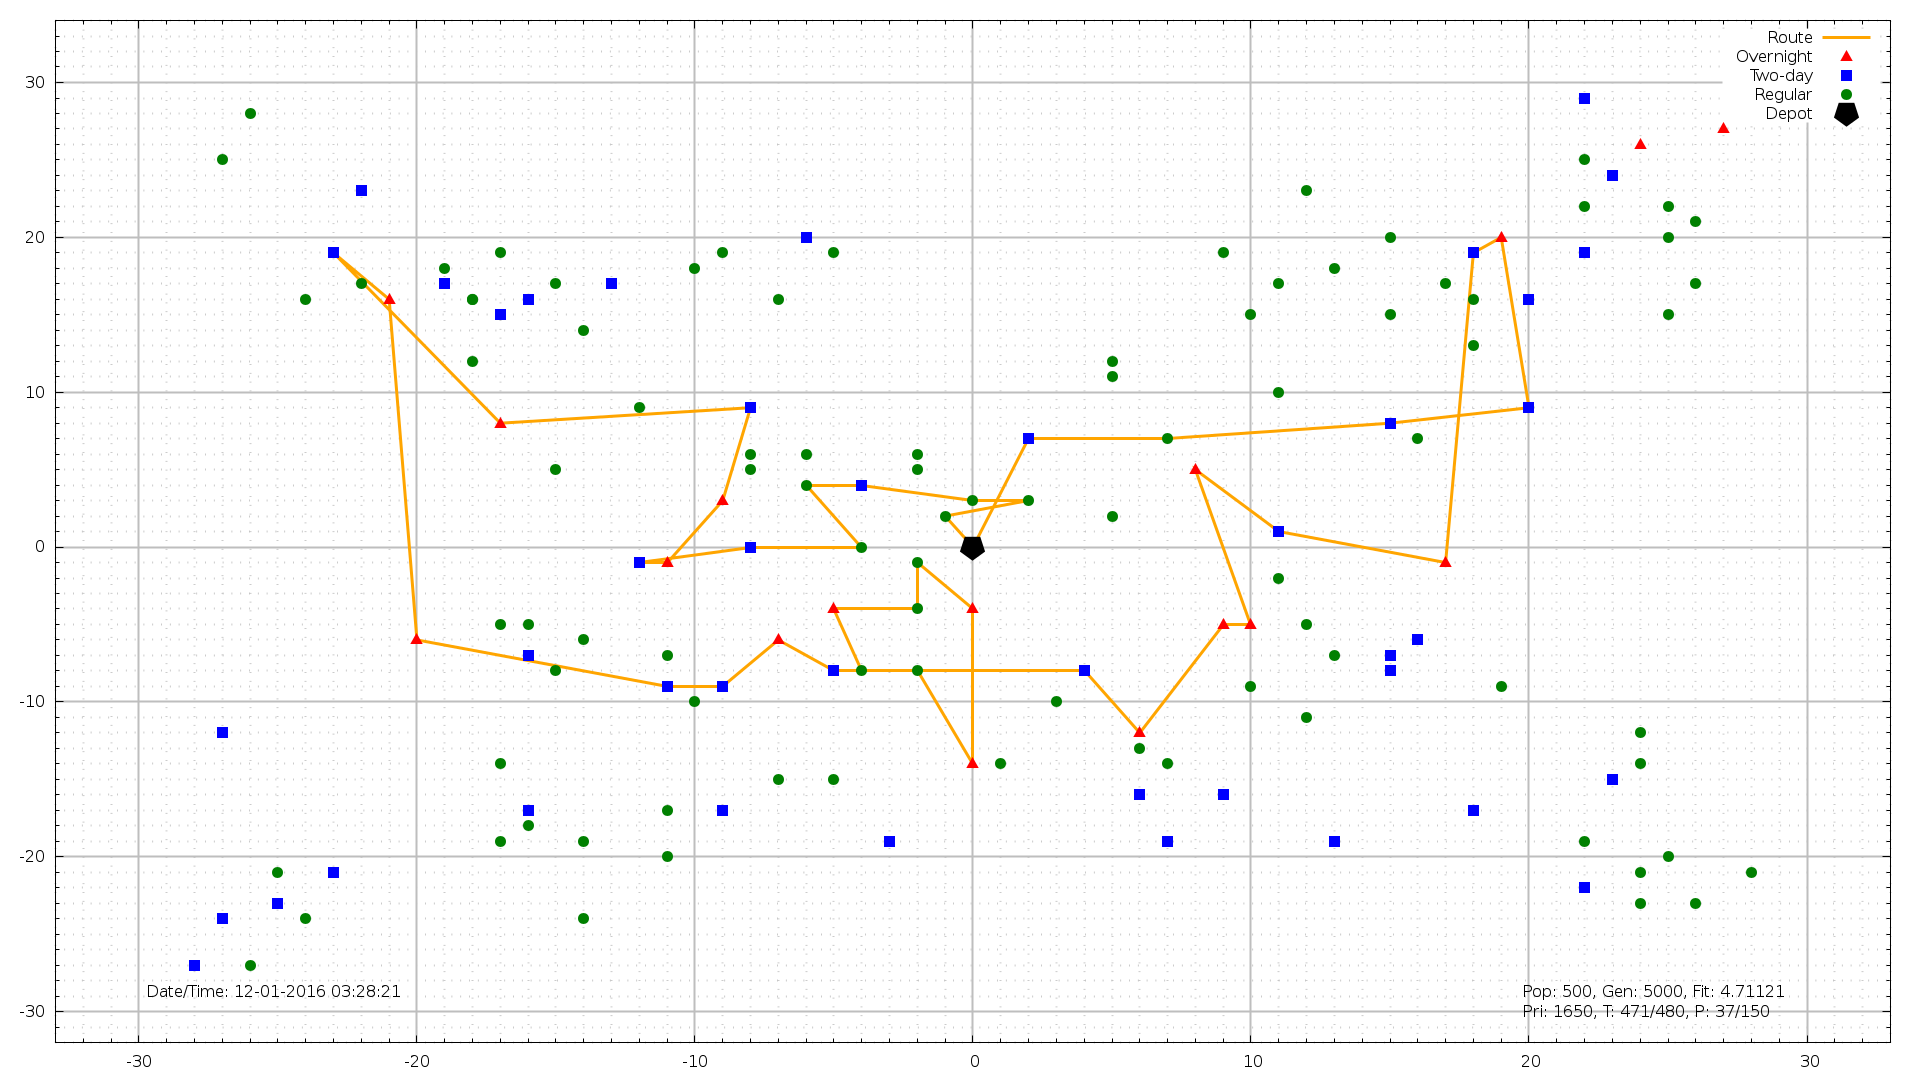 Route
Overnight
Two-day
Regular
Depot
30
20
10
0
-10
-20
-30
Date/Time: 12-01-2016 03:28:21
Pop: 500, Gen: 5000, Fit: 4.71121
Pri: 1650, T: 471/480, P: 37/150
-30 -20 -10 0 10 20 30